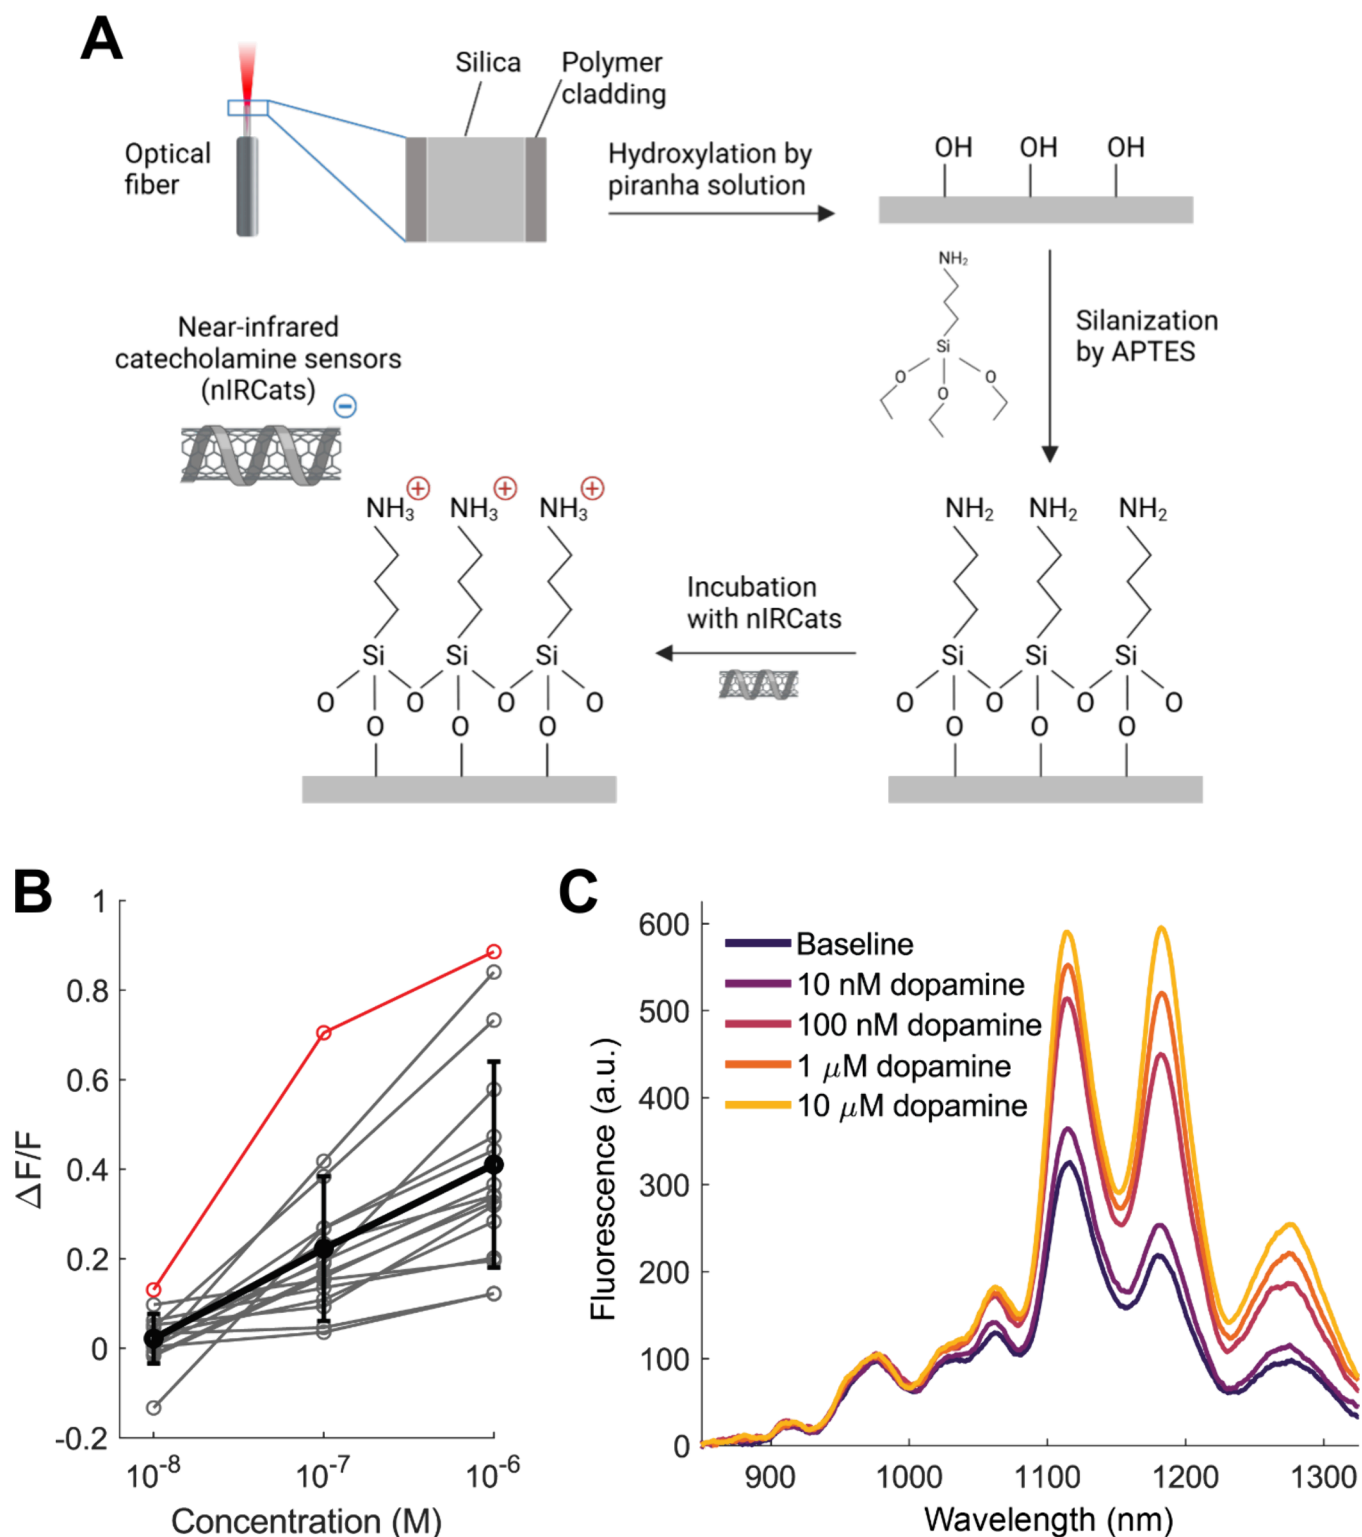 A
Silica
Polymer
cladding
Optical
fiber
Hydroxylation by
piranha solution
OH OH OH
NH₂
Si
O O
O
Silanization
by APTES
Near-infrared
catecholamine sensors
(nIRCats)
−
+ + +
NH₃ NH₃ NH₃
NH₂ NH₂ NH₂
Incubation
with nIRCats
Si Si Si
O O O O
O O O
Si Si Si
O O O O
O O O
B
1
0.8
0.6
0.4
0.2
0
-0.2
ΔF/F
10⁻⁸ 10⁻⁷ 10⁻⁶
Concentration (M)
C
600
500
400
300
200
100
0
Fluorescence (a.u.)
Baseline
10 nM dopamine
100 nM dopamine
1 μM dopamine
10 μM dopamine
900 1000 1100 1200 1300
Wavelength (nm)